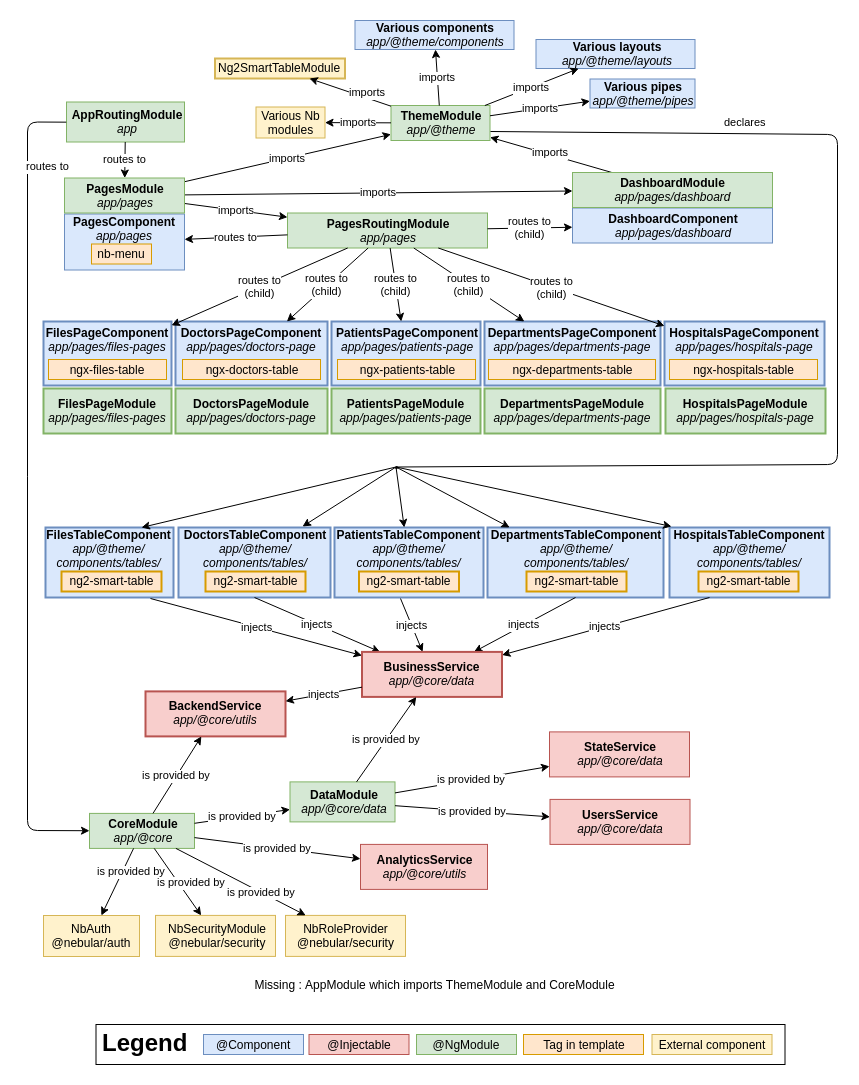 Various components
app/@theme/components
Various layouts
app/@theme/layouts
Ng2SmartTableModule
imports
imports
imports
Various pipes
app/@theme/pipes
imports
AppRoutingModule
app
Various Nb
modules
imports
ThemeModule
app/@theme
declares
routes to
routes to
imports
imports
PagesModule
app/pages
imports
DashboardModule
app/pages/dashboard
imports
PagesComponent
app/pages
nb-menu
routes to
PagesRoutingModule
app/pages
routes to
(child)
DashboardComponent
app/pages/dashboard
routes to
(child)
routes to
(child)
routes to
(child)
routes to
(child)
routes to
(child)
FilesPageComponent
app/pages/files-pages
ngx-files-table
DoctorsPageComponent
app/pages/doctors-page
ngx-doctors-table
PatientsPageComponent
app/pages/patients-page
ngx-patients-table
DepartmentsPageComponent
app/pages/departments-page
ngx-departments-table
HospitalsPageComponent
app/pages/hospitals-page
ngx-hospitals-table
FilesPageModule
app/pages/files-pages
DoctorsPageModule
app/pages/doctors-page
PatientsPageModule
app/pages/patients-page
DepartmentsPageModule
app/pages/departments-page
HospitalsPageModule
app/pages/hospitals-page
FilesTableComponent
app/@theme/
components/tables/
ng2-smart-table
DoctorsTableComponent
app/@theme/
components/tables/
ng2-smart-table
PatientsTableComponent
app/@theme/
components/tables/
ng2-smart-table
DepartmentsTableComponent
app/@theme/
components/tables/
ng2-smart-table
HospitalsTableComponent
app/@theme/
components/tables/
ng2-smart-table
injects
injects
injects
injects
injects
BusinessService
app/@core/data
injects
BackendService
app/@core/utils
is provided by
StateService
app/@core/data
is provided by
is provided by
DataModule
app/@core/data
is provided by
UsersService
app/@core/data
is provided by
CoreModule
app/@core
is provided by
AnalyticsService
app/@core/utils
is provided by
is provided by
is provided by
NbAuth
@nebular/auth
NbSecurityModule
@nebular/security
NbRoleProvider
@nebular/security
Missing : AppModule which imports ThemeModule and CoreModule
Legend
@Component
@Injectable
@NgModule
Tag in template
External component